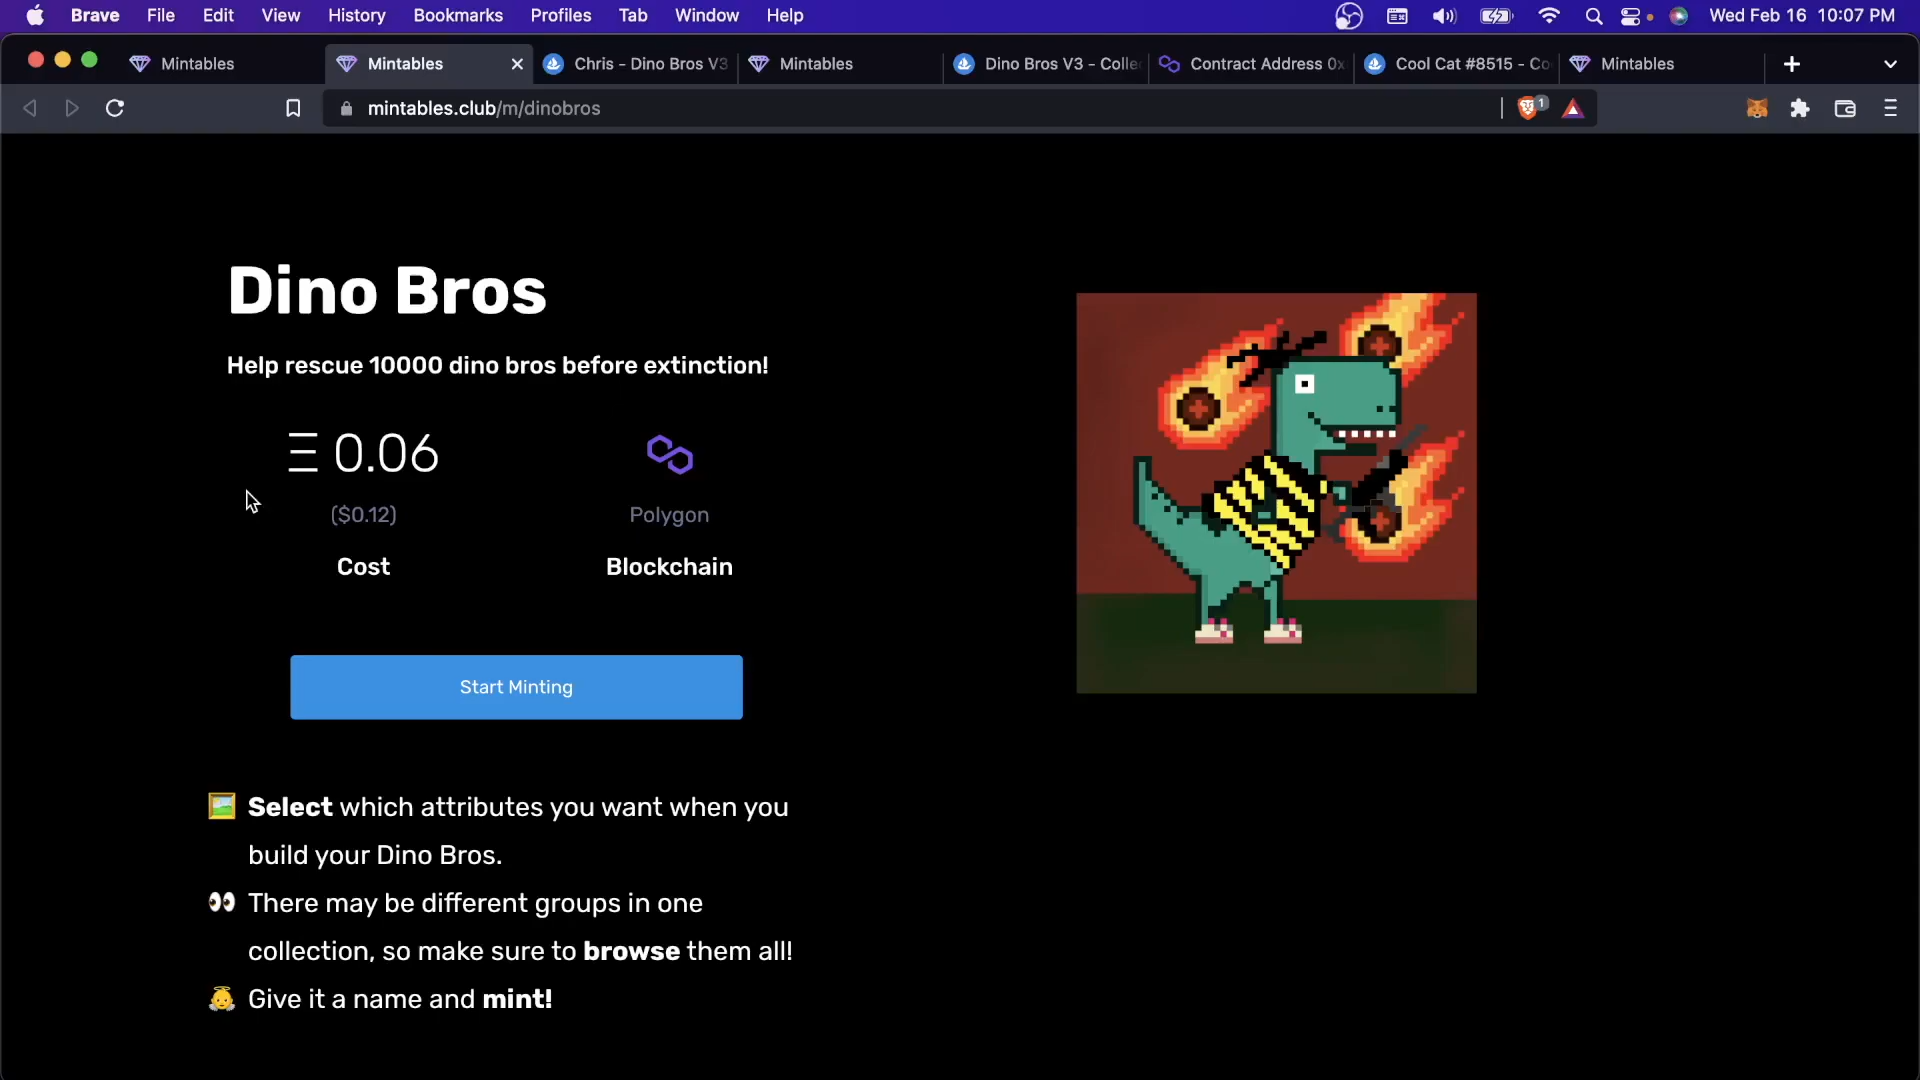 Brave File Edit View History Bookmarks Profiles Tab Window Help Wed Feb 16 10:07 PM
Mintables Mintables Chris - Dino Bros V3 Mintables Dino Bros V3 - Colle Contract Address 0x Cool Cat #8515 - Co Mintables
mintables.club/m/dinobros 1
Dino Bros
Help rescue 10000 dino bros before extinction!
Ξ 0.06
($0.12) Polygon
Cost Blockchain
Start Minting
Select which attributes you want when you
build your Dino Bros.
There may be different groups in one
collection, so make sure to browse them all!
Give it a name and mint!